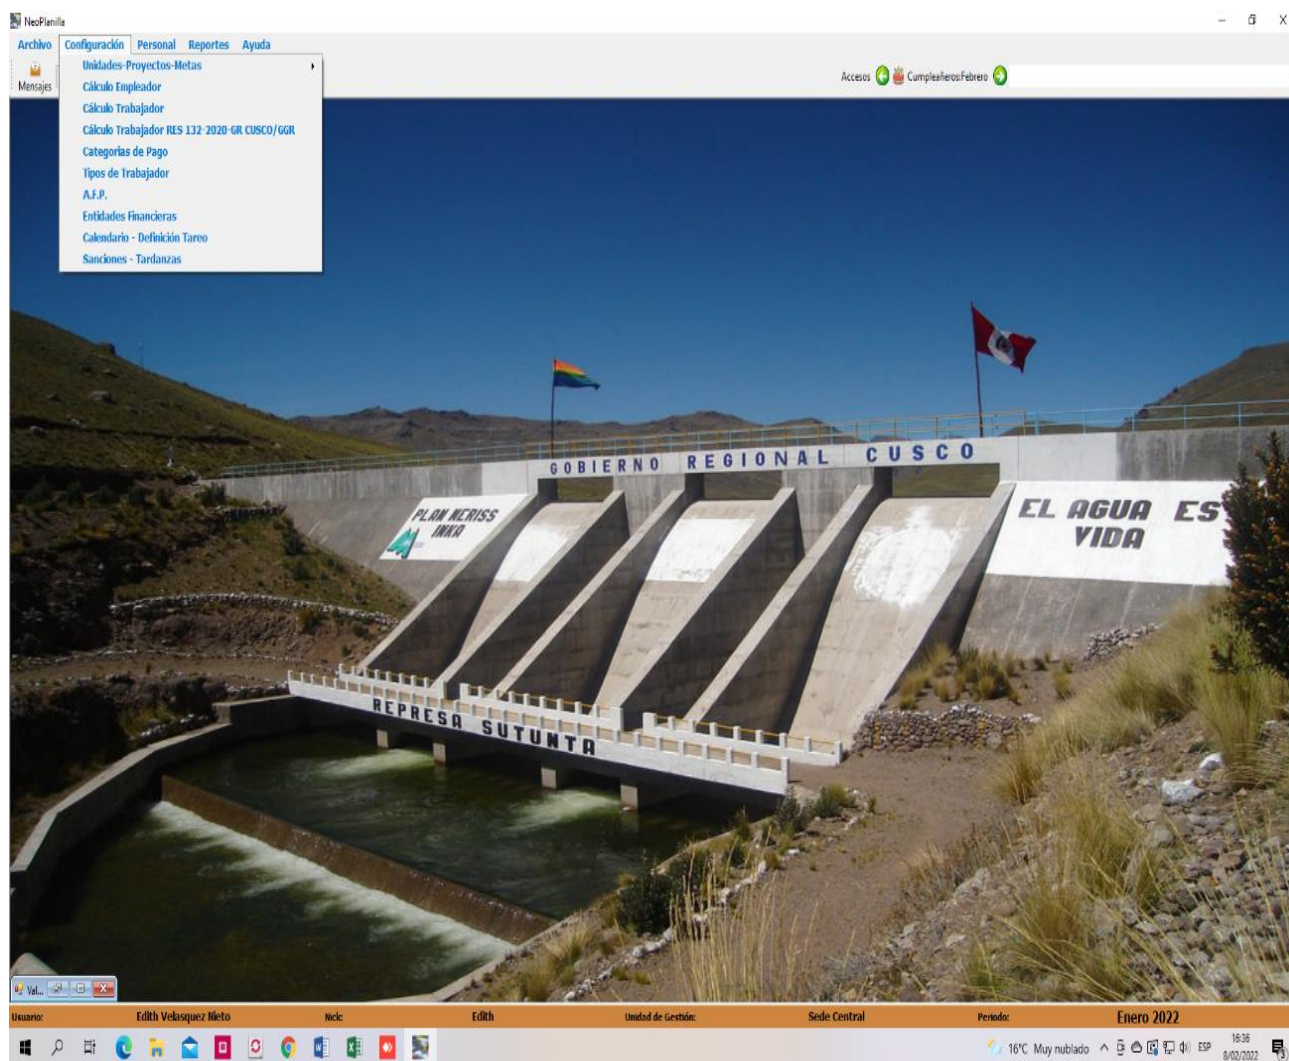 NeoPlanilla
Archivo Configuración Personal Reportes Ayuda
Unidades-Proyectos-Metas
Mensajes
Accesos Cumpleañeros:Febrero
Cálculo Empleador
Cálculo Trabajador
Cálculo Trabajador RES 132-2020-GR CUSCO/GGR
Categorias de Pago
Tipos de Trabajador
A.F.P.
Entidades Financieras
Calendario - Definición Tareo
Sanciones - Tardanzas
GOBIERNO REGIONAL CUSCO
PLAN MERISS
INKA
EL AGUA ES
VIDA
REPRESA SUTUNTA
Val...
Usuario: Edith Velasquez Nieto Nick: Edith Unidad de Gestión: Sede Central Periodo: Enero 2022
16°C Muy nublado ESP 16:36
8/02/2022